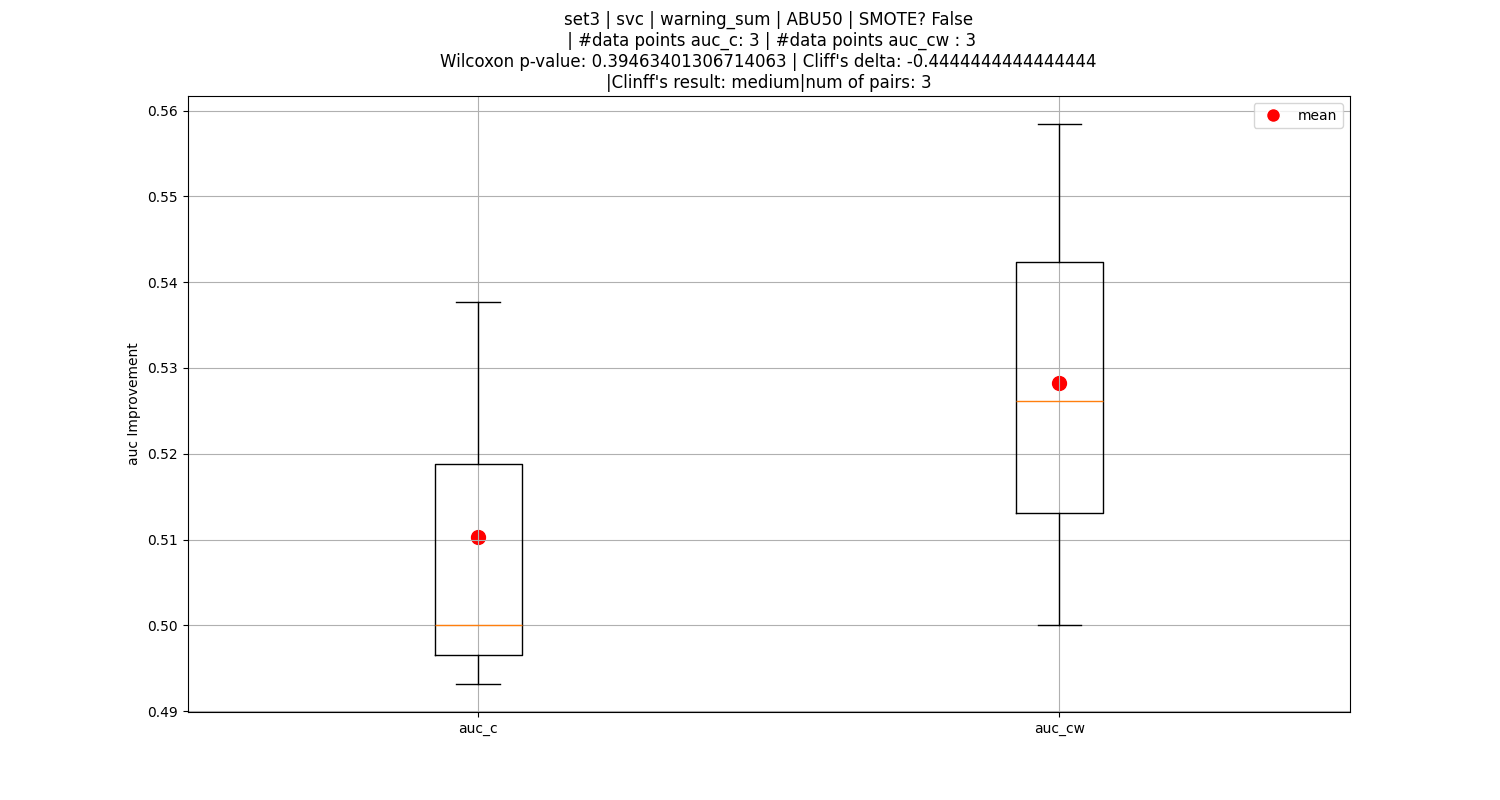 set3 | svc | warning_sum | ABU50 | SMOTE? False
| #data points auc_c: 3 | #data points auc_cw : 3
Wilcoxon p-value: 0.39463401306714063 | Cliff's delta: -0.4444444444444444
|Clinff's result: medium|num of pairs: 3
mean
0.56
0.55
0.54
0.53
0.52
0.51
0.50
0.49
auc Improvement
auc_c
auc_cw